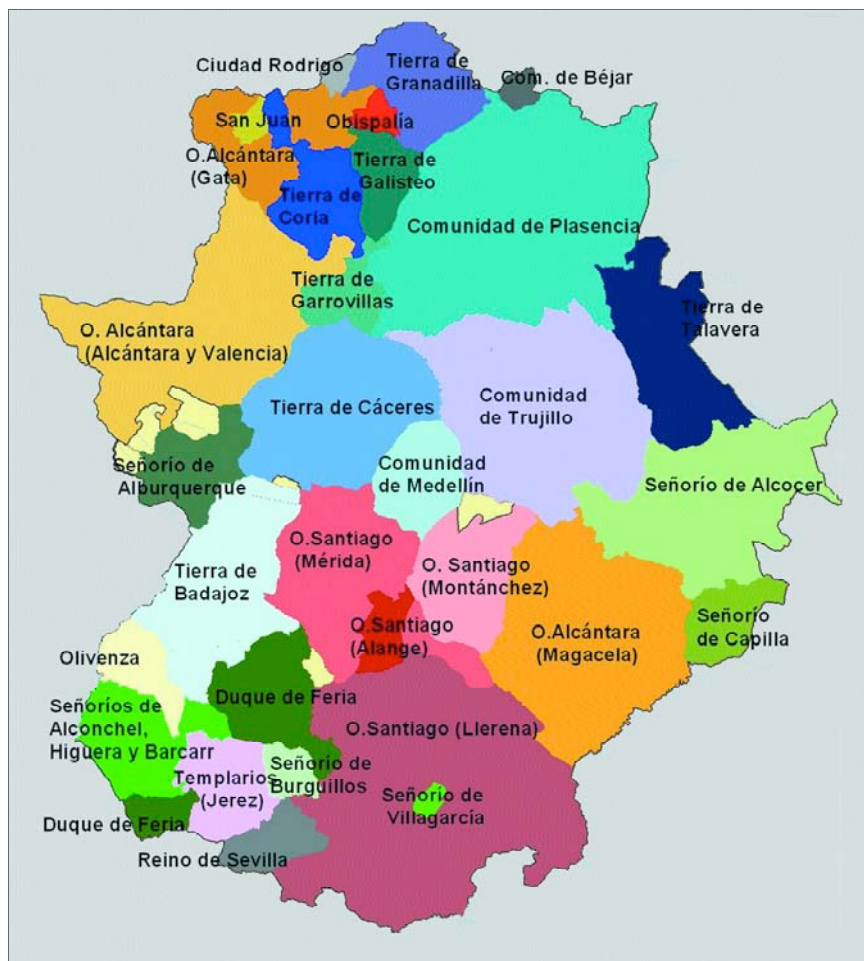 Ciudad Rodrigo
Tierra de
Granadilla
Com. de Béjar
San Juan
Obispalía
O.Alcántara
(Gata)
Tierra de
Galisteo
Tierra de
Coria
Comunidad de Plasencia
Tierra de
Garrovillas
Tierra de
Talavera
O. Alcántara
(Alcántara y Valencia)
Tierra de Cáceres
Comunidad
de Trujillo
Señorío de
Alburquerque
Comunidad
de Medellín
Señorío de Alcocer
O.Santiago
(Mérida)
O. Santiago
(Montánchez)
Tierra de
Badajoz
O.Santiago
(Alange)
O.Alcántara
(Magacela)
Señorío
de Capilla
Olivenza
Duque de Feria
Señoríos de
Alconchel,
Higuera y Barcarr
O.Santiago (Llerena)
Templarios
(Jerez)
Señorío de
Burguillos
Señorío de
Villagarcía
Duque de Feria
Reino de Sevilla